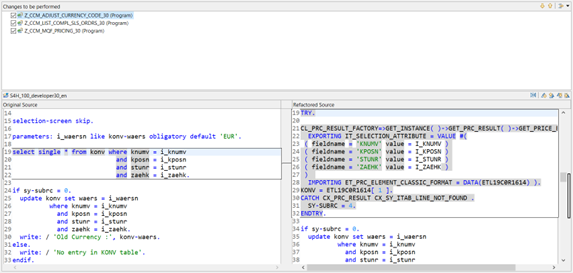 Changes to be performed
Z_CCM_ADJUST_CURRENCY_CODE_30 (Program)
Z_CCM_LIST_COMPL_SLS_ORDRS_30 (Program)
Z_CCM_MQF_PRICING_30 (Program)
S4H_100_developer30_en
Original Source
14
15 selection-screen skip.
16
17 parameters: i_waersn like konv-waers obligatory default 'EUR'.
18
19 select single * from konv where knumv = i_knumv
20 and kposn = i_kposn
21 and stunr = i_stunr
22 and zaehk = i_zaehk.
23
24 if sy-subrc = 0.
25 update konv set waers = i_waersn
26 where knumv = i_knumv
27 and kposn = i_kposn
28 and stunr = i_stunr
29 and zaehk = i_zaehk.
30 write: / 'Old Currency :', konv-waers.
31 else.
32 write: / 'No entry in KONV table'.
33 endif.
Refactored Source
19 TRY.
20
21 CL_PRC_RESULT_FACTORY=>GET_INSTANCE( )->GET_PRC_RESULT( )->GET_PRICE_
22 EXPORTING IT_SELECTION_ATTRIBUTE = VALUE #(
23 ( fieldname = 'KNUMV' value = I_KNUMV )
24 ( fieldname = 'KPOSN' value = I_KPOSN )
25 ( fieldname = 'STUNR' value = I_STUNR )
26 ( fieldname = 'ZAEHK' value = I_ZAEHK )
27 )
28 IMPORTING ET_PRC_ELEMENT_CLASSIC_FORMAT = DATA(ETL19C0R1614) ).
29 KONV = ETL19C0R1614[ 1 ].
30 CATCH CX_PRC_RESULT CX_SY_ITAB_LINE_NOT_FOUND .
31 SY-SUBRC = 4.
32 ENDTRY.
33
34 if sy-subrc = 0.
35 update konv set waers = i_waersn
36 where knumv = i_knumv
37 and kposn = i_kposn
38 and stunr = i_stunr